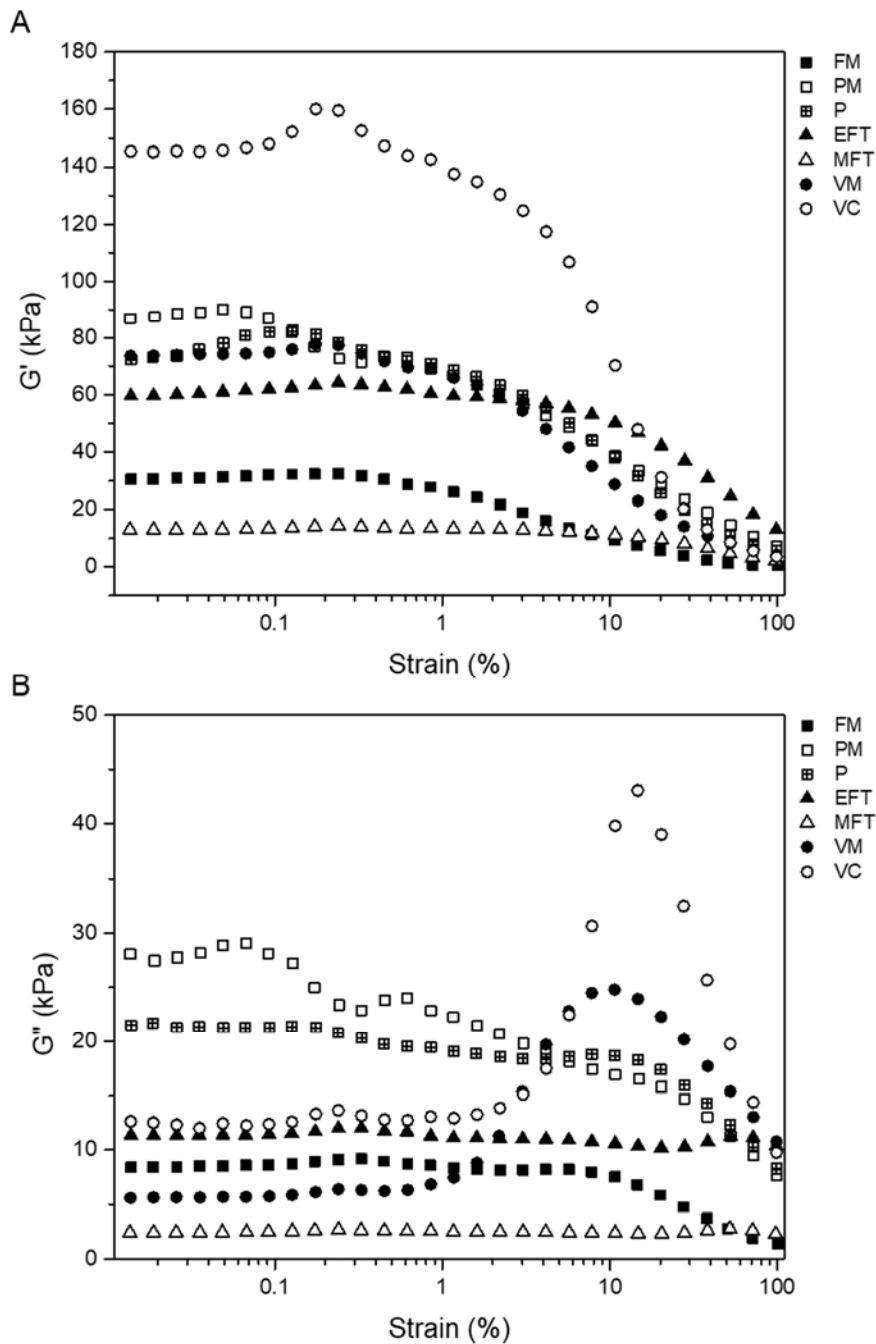 A
G' (kPa)
180
160
140
120
100
80
60
40
20
0
0.1
1
10
100
Strain (%)
FM
PM
P
EFT
MFT
VM
VC
B
G" (kPa)
50
40
30
20
10
0
0.1
1
10
100
Strain (%)
FM
PM
P
EFT
MFT
VM
VC